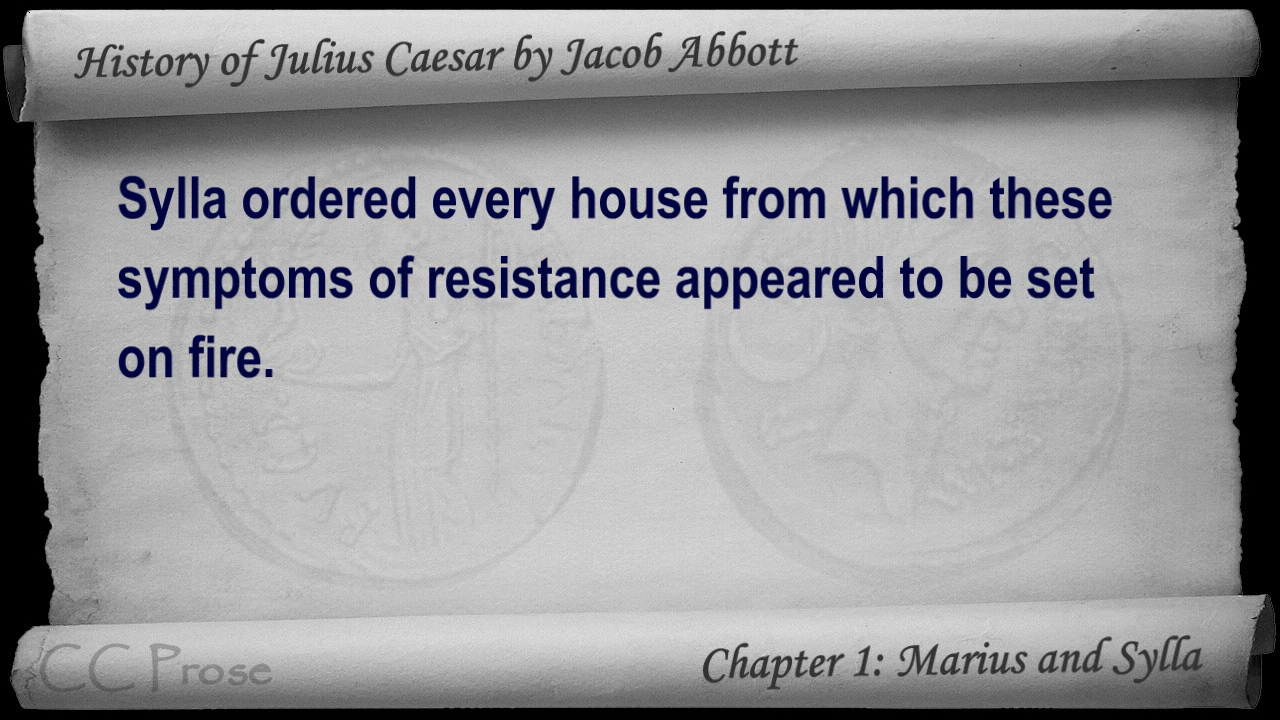 History of Julius Caesar by Jacob Abbott
Sylla ordered every house from which these
symptoms of resistance appeared to be set
on fire.
CC Prose
Chapter 1: Marius and Sylla